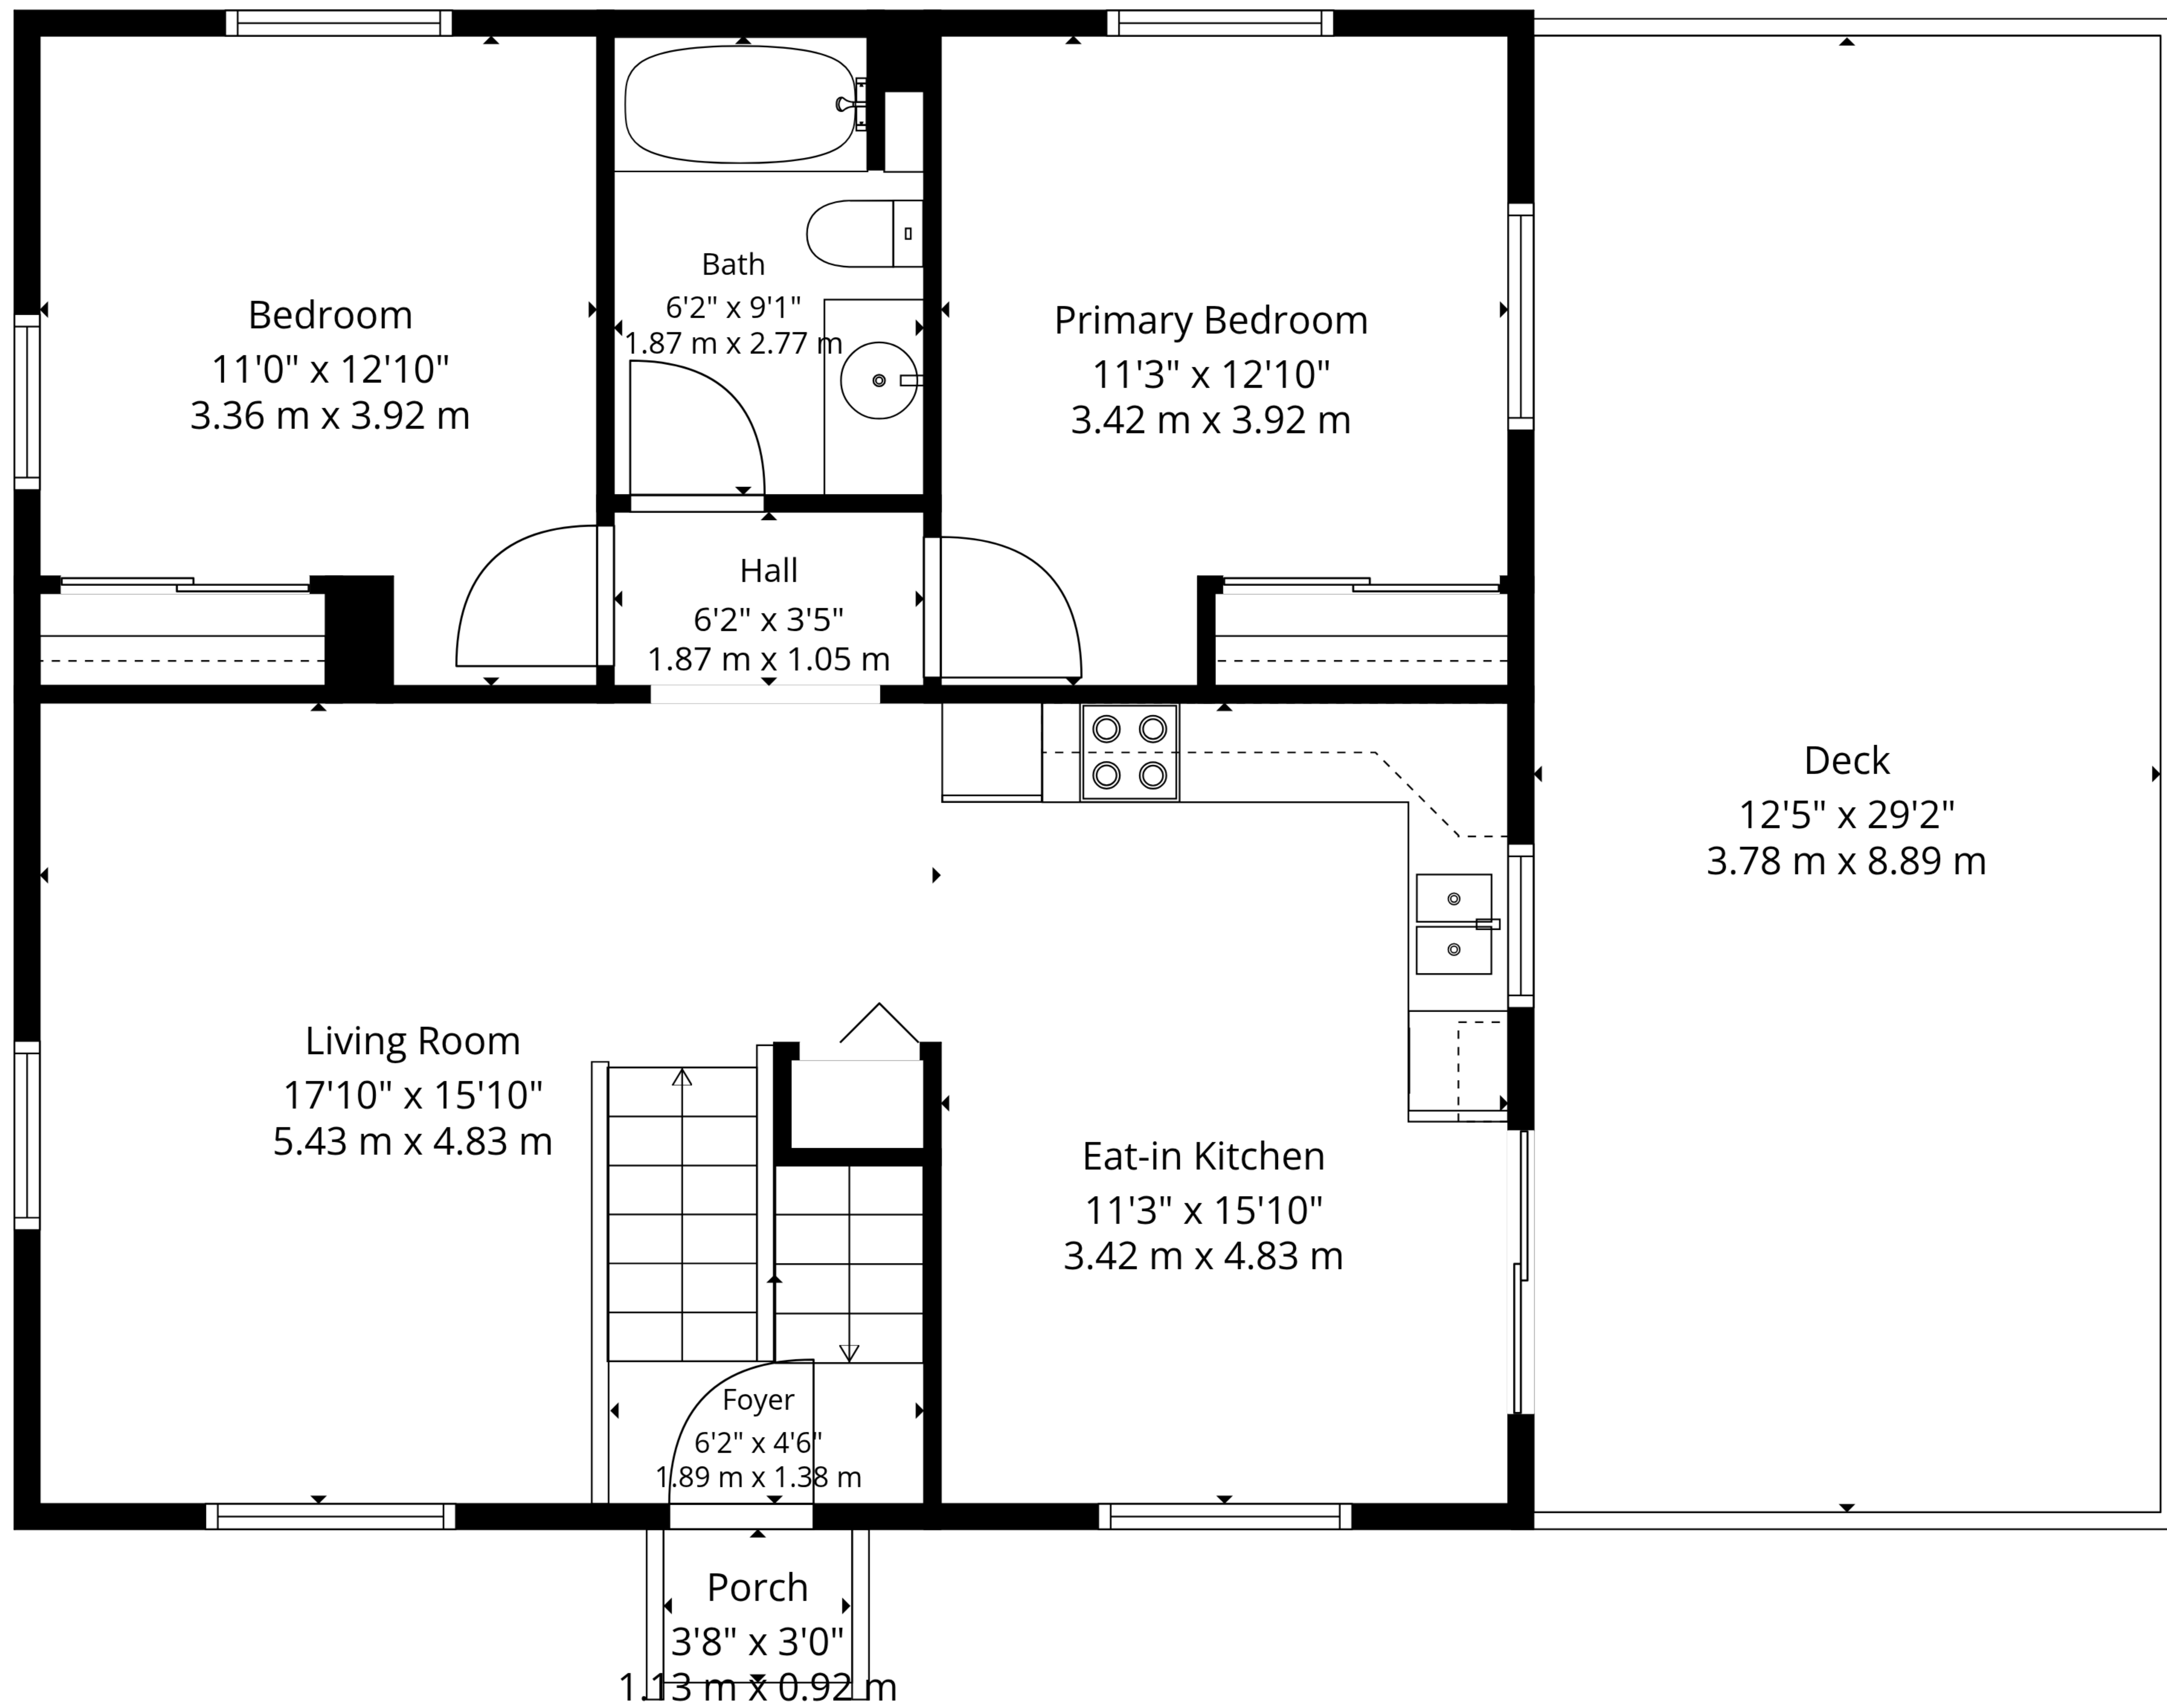 Bedroom
11'0" x 12'10"
3.36 m x 3.92 m
Bath
6'2" x 9'1"
1.87 m x 2.77 m
Primary Bedroom
11'3" x 12'10"
3.42 m x 3.92 m
Hall
6'2" x 3'5"
1.87 m x 1.05 m
Deck
12'5" x 29'2"
3.78 m x 8.89 m
Living Room
17'10" x 15'10"
5.43 m x 4.83 m
Eat-in Kitchen
11'3" x 15'10"
3.42 m x 4.83 m
Foyer
6'2" x 4'6"
1.89 m x 1.38 m
Porch
3'8" x 3'0"
1.13 m x 0.92 m